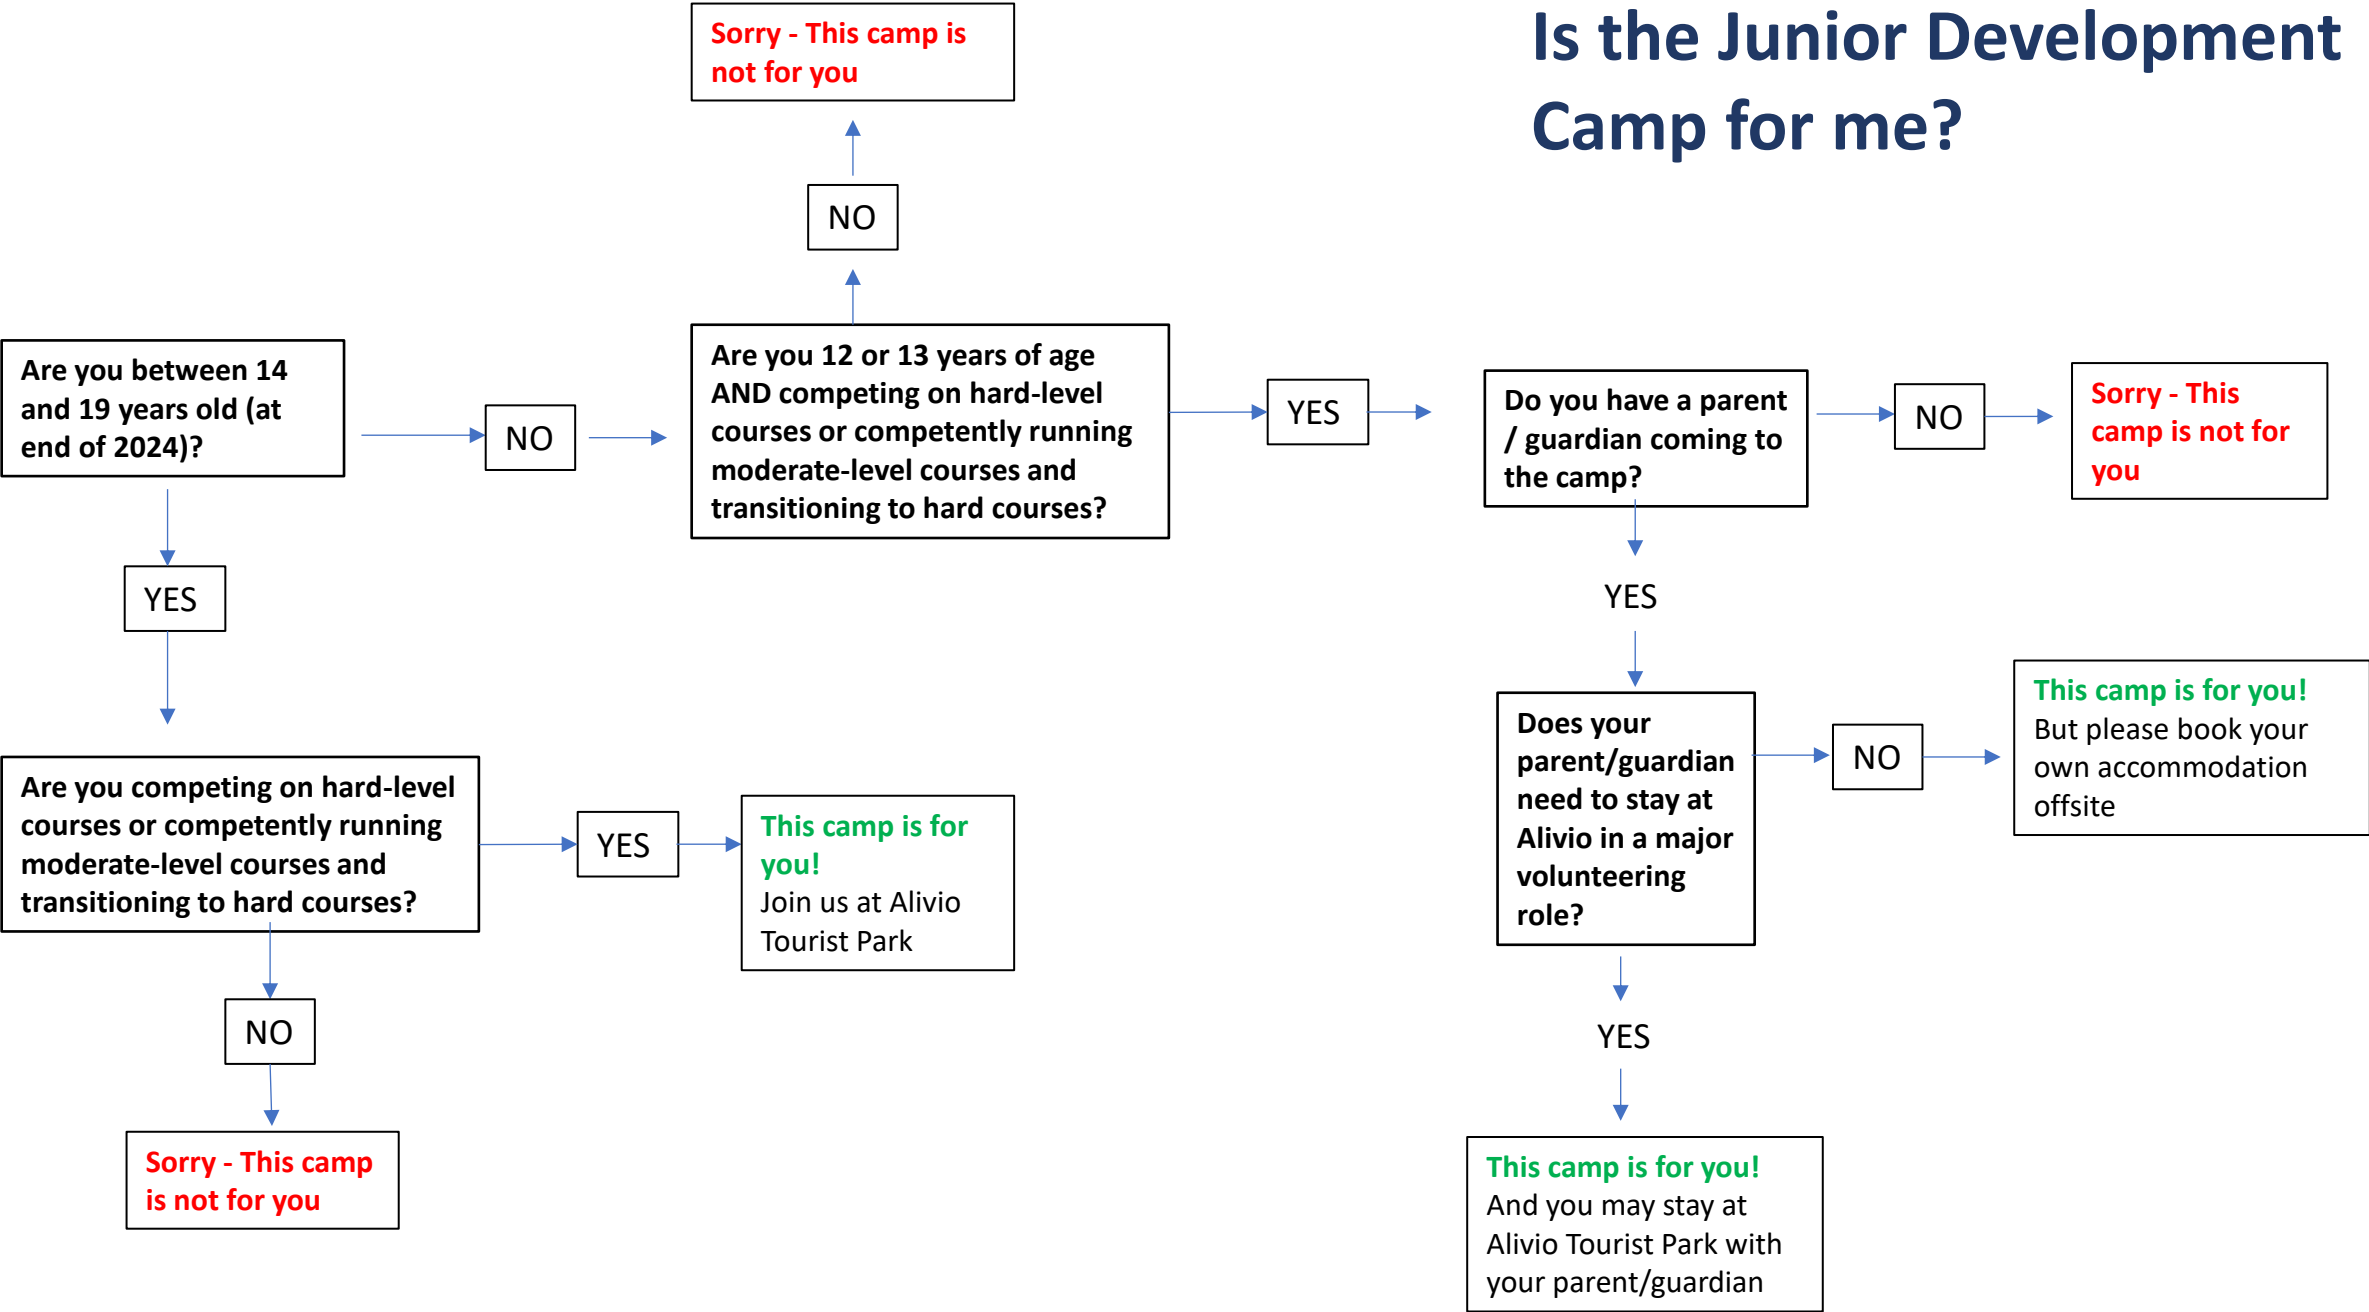 Is the Junior Development
Camp for me?
Sorry - This camp is
not for you
NO
Are you between 14
and 19 years old (at
end of 2024)?
NO
Are you 12 or 13 years of age
AND competing on hard-level
courses or competently running
moderate-level courses and
transitioning to hard courses?
YES
Do you have a parent
/ guardian coming to
the camp?
NO
Sorry - This
camp is not for
you
YES
YES
Does your
parent/guardian
need to stay at
Alivio in a major
volunteering
role?
NO
This camp is for you!
But please book your
own accommodation
offsite
Are you competing on hard-level
courses or competently running
moderate-level courses and
transitioning to hard courses?
YES
This camp is for
you!
Join us at Alivio
Tourist Park
NO
Sorry - This camp
is not for you
YES
This camp is for you!
And you may stay at
Alivio Tourist Park with
your parent/guardian